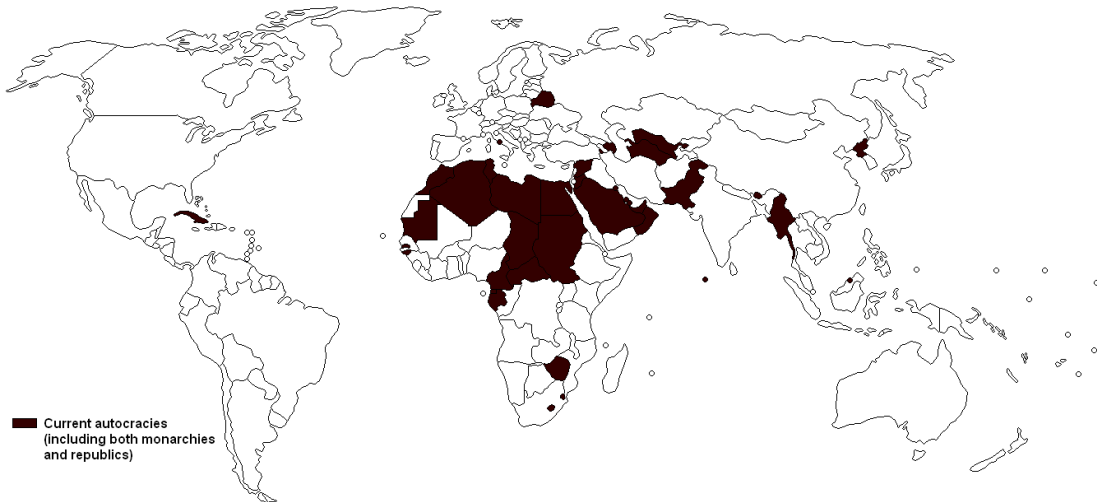 Current autocracies
(including both monarchies
and republics)